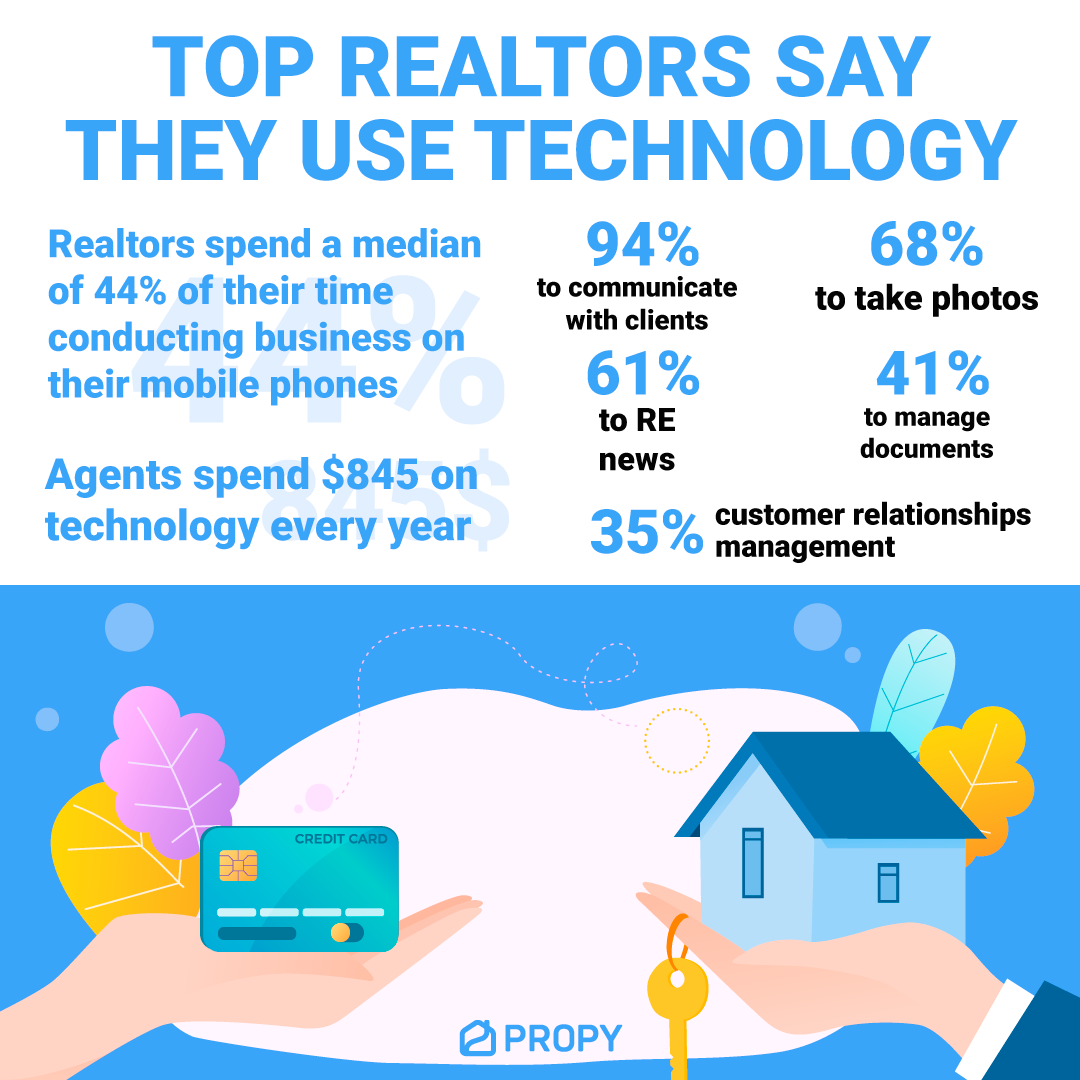 TOP REALTORS SAY
THEY USE TECHNOLOGY
Realtors spend a median
of 44% of their time
conducting business on
their mobile phones
44%
Agents spend $845 on
technology every year
845$
94%
to communicate
with clients
68%
to take photos
61%
to RE
news
41%
to manage
documents
35%
customer relationships
management
CREDIT CARD
PROPY